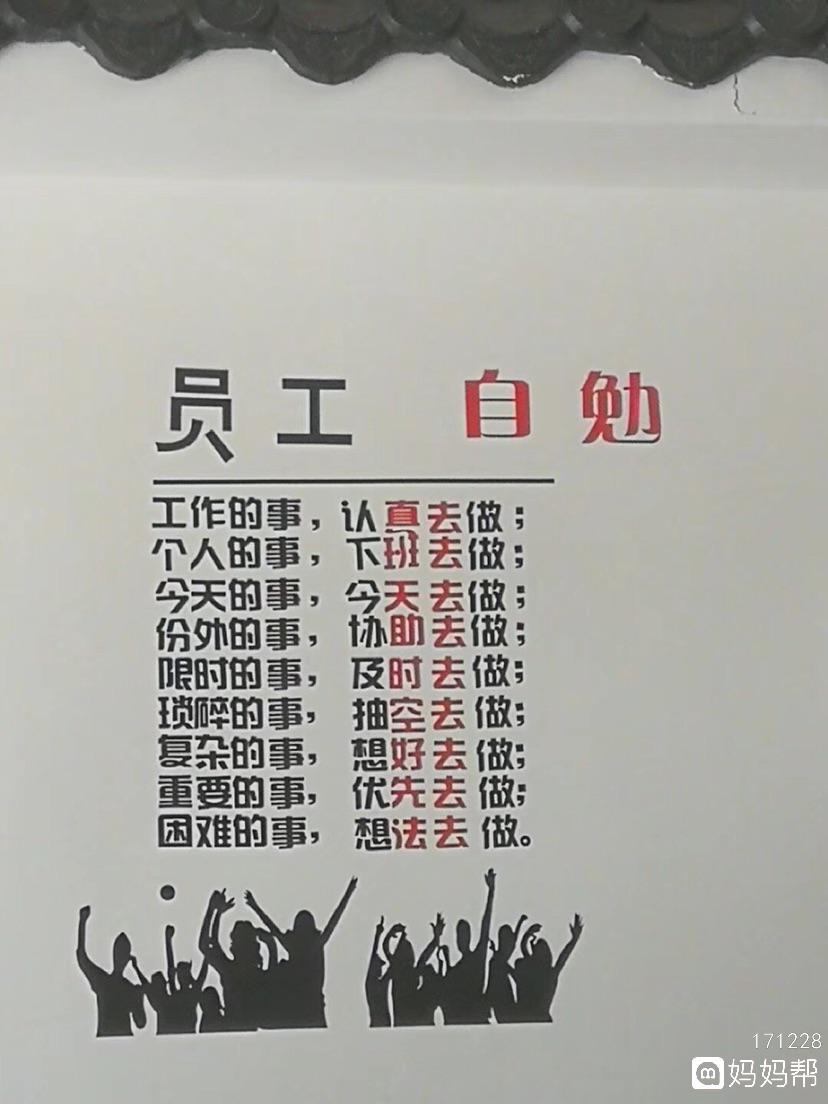 员工 自勉
工作的事，认真去做；
个人的事，下班去做；
今天的事，今天去做；
份外的事，协助去做；
限时的事，及时去做；
琐碎的事，抽空去做；
复杂的事，想好去做；
重要的事，优先去做；
困难的事，想法去做。
171228
妈妈帮